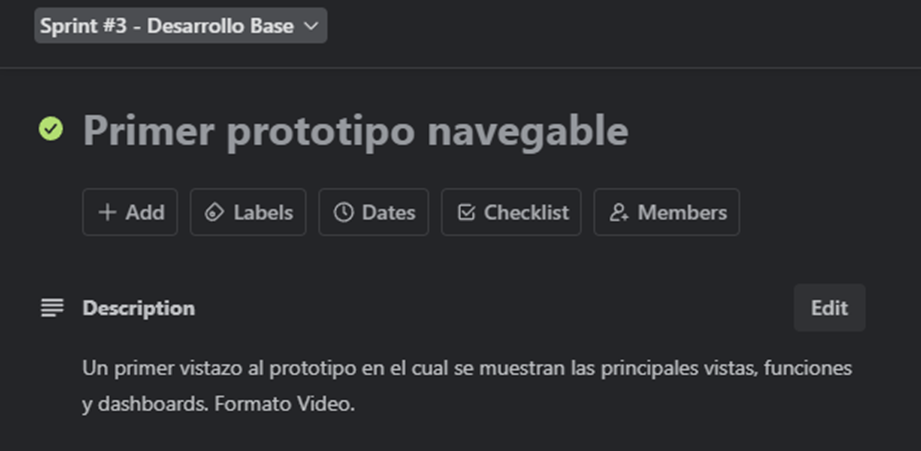 Sprint #3 - Desarrollo Base
Primer prototipo navegable
+ Add
Labels
Dates
Checklist
Members
Description
Edit
Un primer vistazo al prototipo en el cual se muestran las principales vistas, funciones
y dashboards. Formato Video.